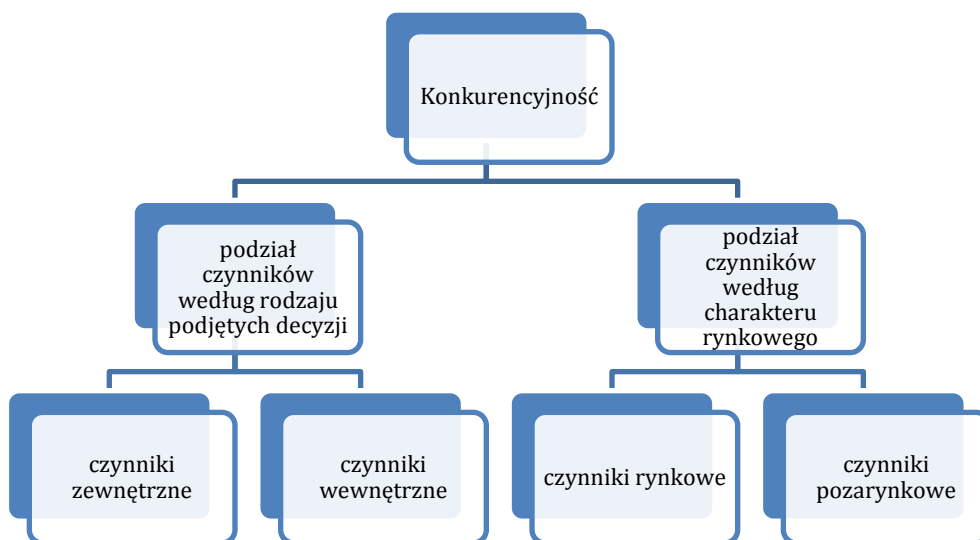 Konkurencyjność
podział
czynników
według rodzaju
podjętych decyzji
podział
czynników
według
charakteru
rynkowego
czynniki
zewnętrzne
czynniki
wewnętrzne
czynniki rynkowe
czynniki
pozarynkowe